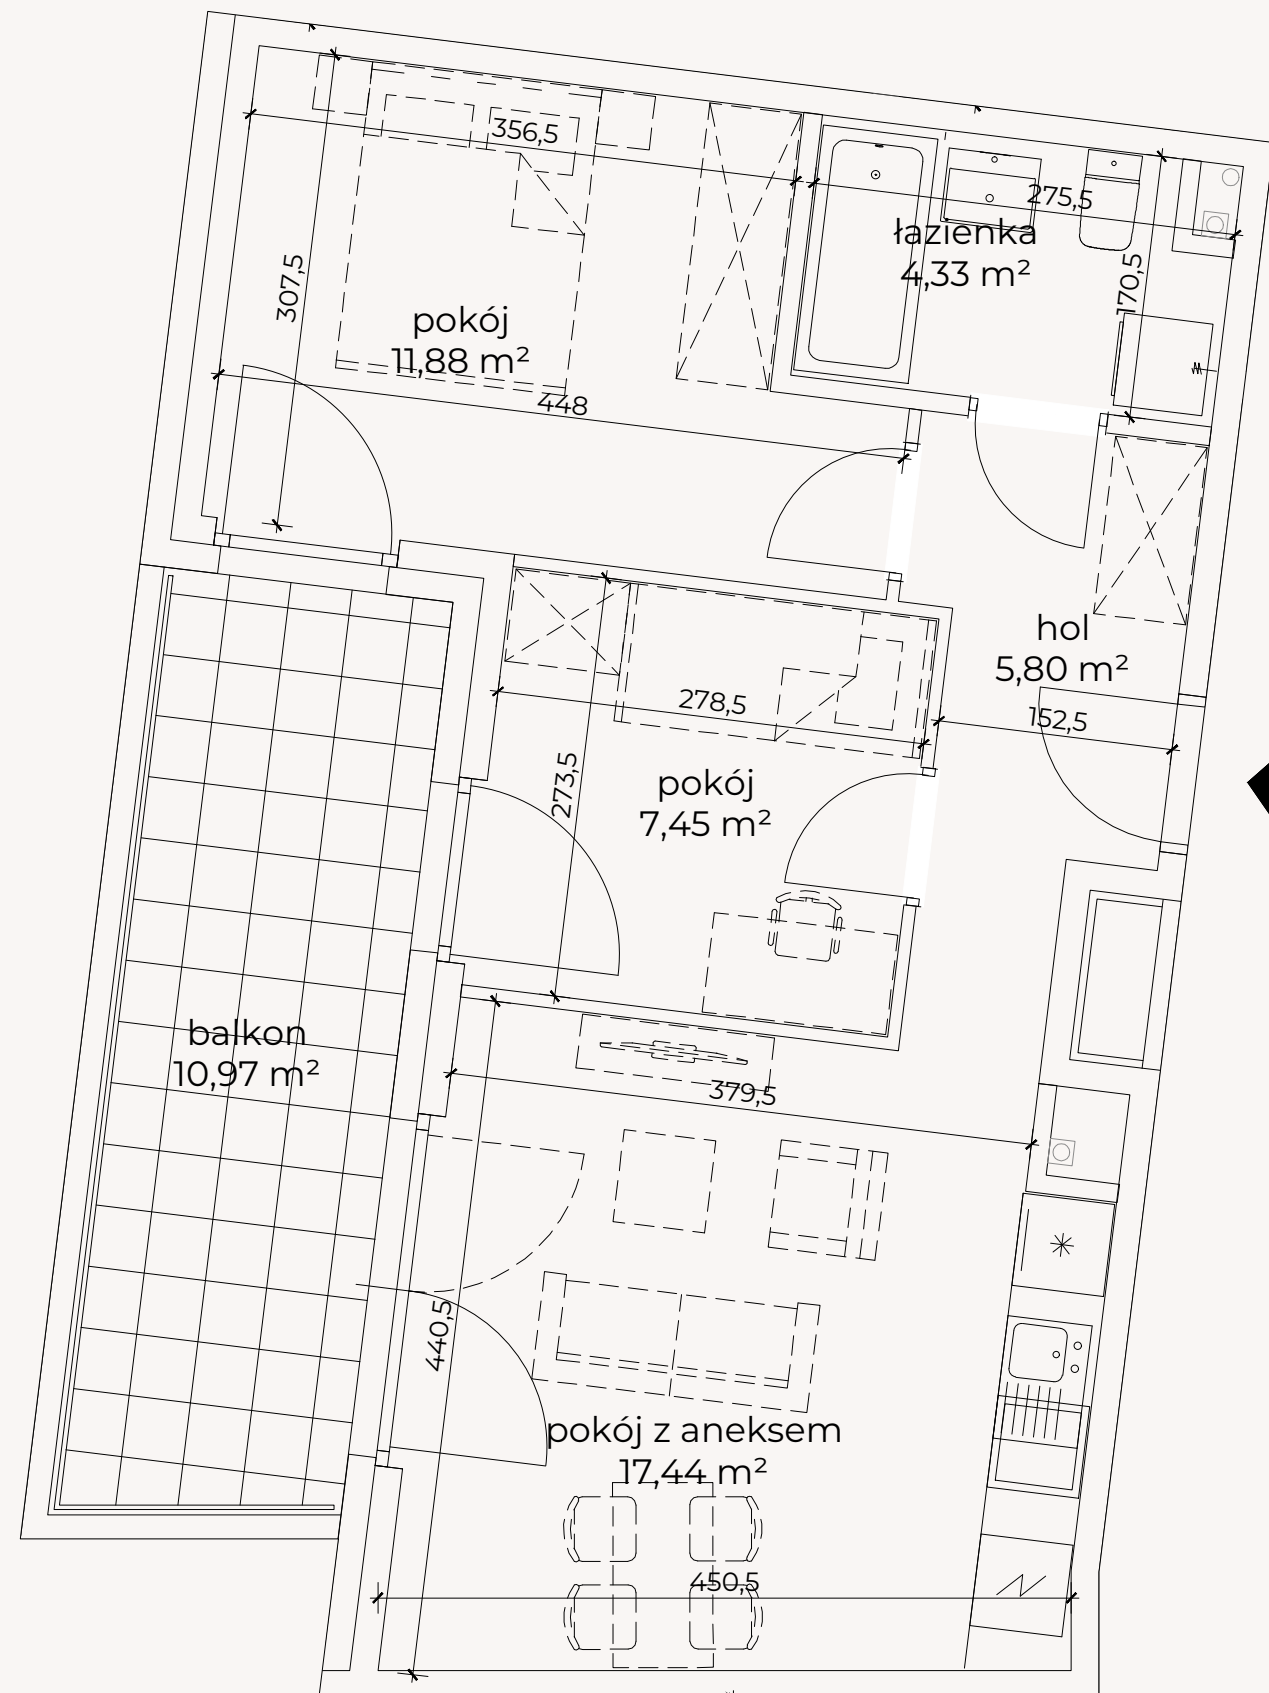 356,5
275,5
łazienka
4,33 m²
170,5
307,5
pokój
11,88 m²
448
hol
5,80 m²
152,5
278,5
273,5
pokój
7,45 m²
balkon
10,97 m²
379,5
440,5
pokój z aneksem
17,44 m²
450,5